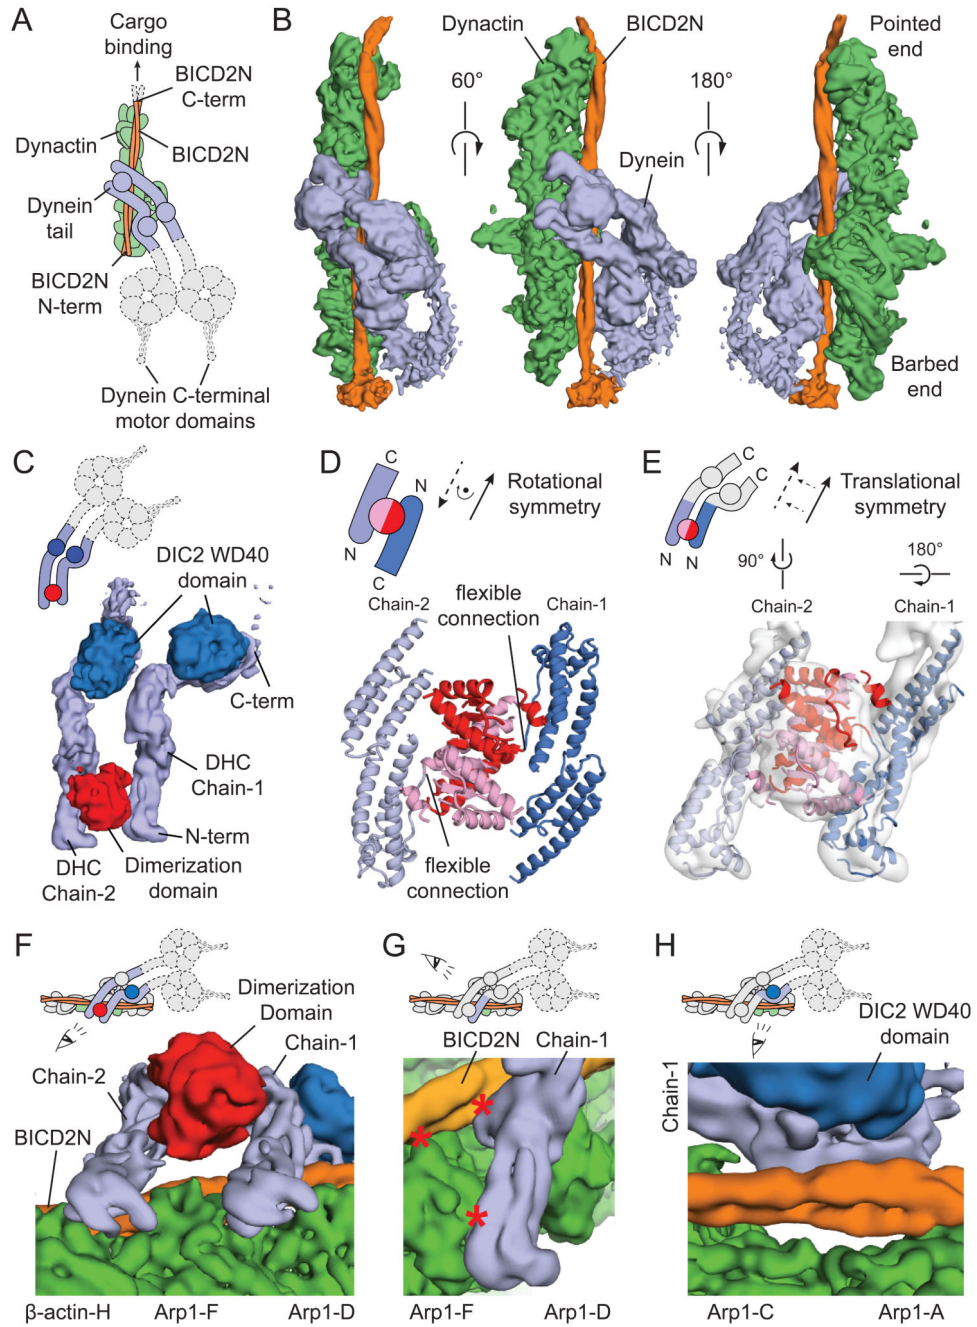 A
Cargo
binding
BICD2N
C-term
Dynactin
BICD2N
Dynein
tail
BICD2N
N-term
Dynein C-terminal
motor domains
B
Dynactin
BICD2N
Pointed
end
60°
180°
Dynein
Barbed
end
C
DIC2 WD40
domain
C-term
DHC
Chain-1
N-term
DHC
Chain-2
Dimerization
domain
D
C
N
N
C
Rotational
symmetry
Chain-2
flexible
connection
Chain-1
flexible
connection
E
C
C
N
N
Translational
symmetry
90°
180°
Chain-2
Chain-1
F
Dimerization
Domain
Chain-1
Chain-2
BICD2N
β-actin-H
Arp1-F
Arp1-D
G
BICD2N
Chain-1
*
*
*
Arp1-F
Arp1-D
H
DIC2 WD40
domain
Chain-1
Arp1-C
Arp1-A